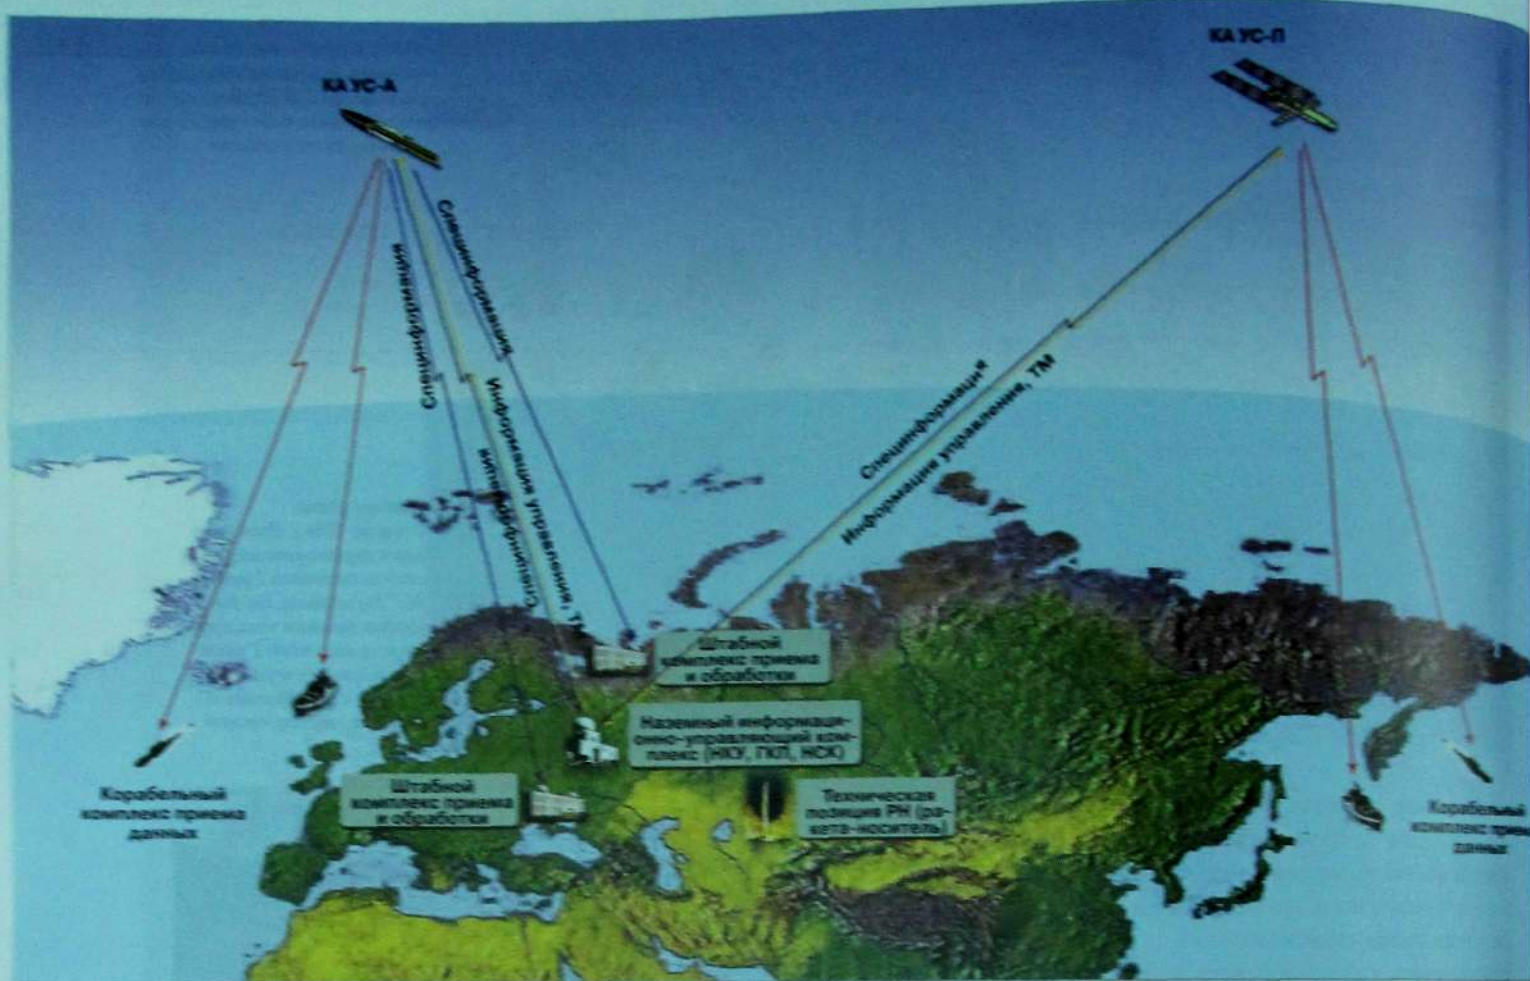 КА УС-П
КА УС-А
Специнформация
Специнформация
Информация управления, ТМ
Специнформация
Специнформация
Информация управления, ТМ
Штабной
комплекс приема
и обработки
Наземный информаци-
онно-управляющий ком-
плекс (НКУ, ГКП, НСК)
Штабной
комплекс приема
и обработки
Техническая
позиция РН (ра-
кета-носитель)
Корабельный
комплекс приема
данных
Корабельный
комплекс прием
данных